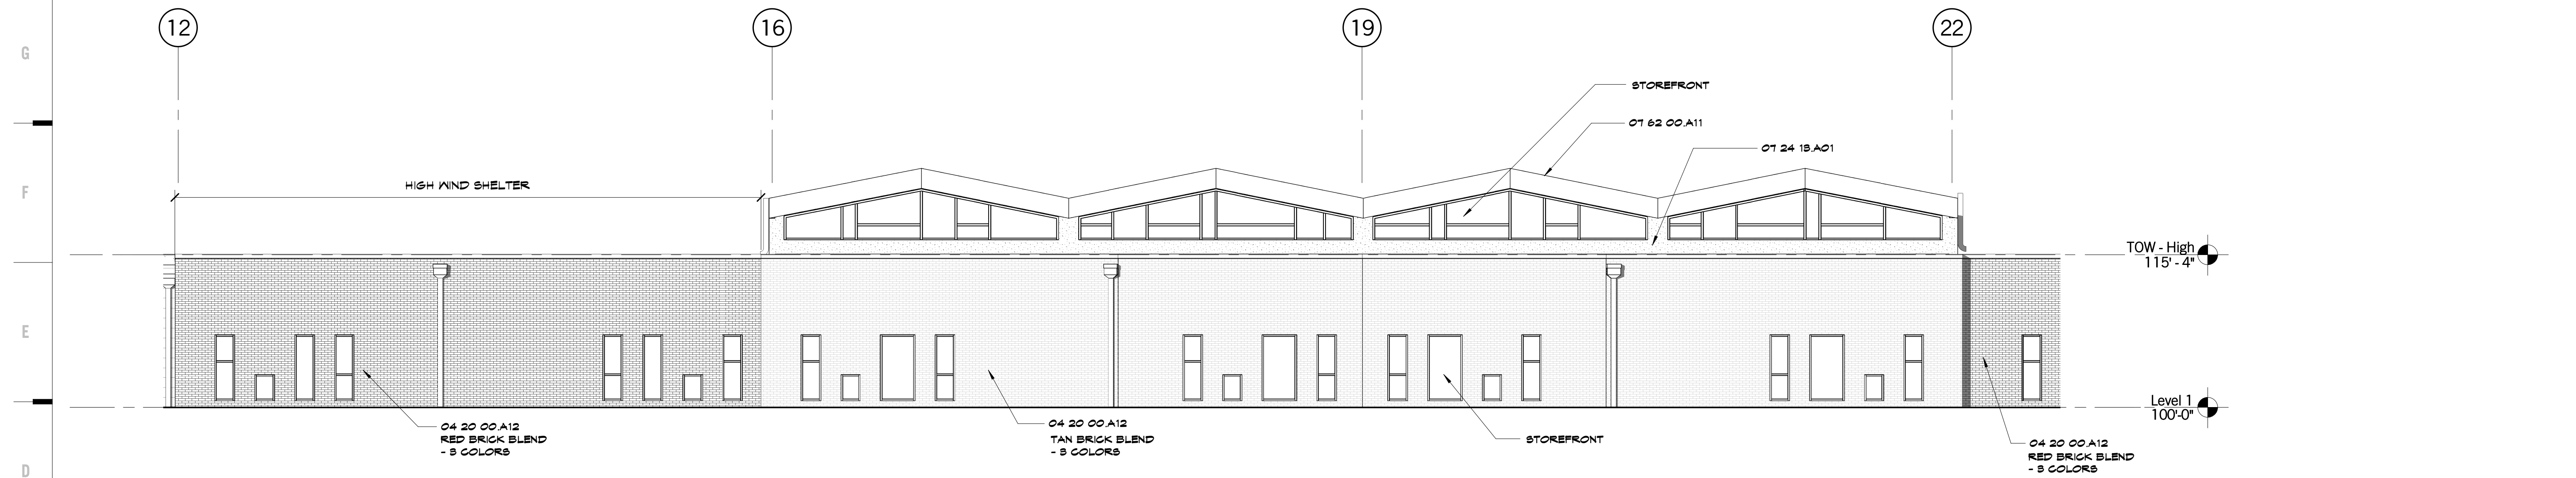 12
16
19
22
G
STOREFRONT
07 62 00.A11
07 24 13.A01
F
HIGH WIND SHELTER
TOW - High
115' - 4"
E
Level 1
100'-0"
04 20 00.A12
RED BRICK BLEND
- 3 COLORS
04 20 00.A12
TAN BRICK BLEND
- 3 COLORS
STOREFRONT
04 20 00.A12
RED BRICK BLEND
- 3 COLORS
D